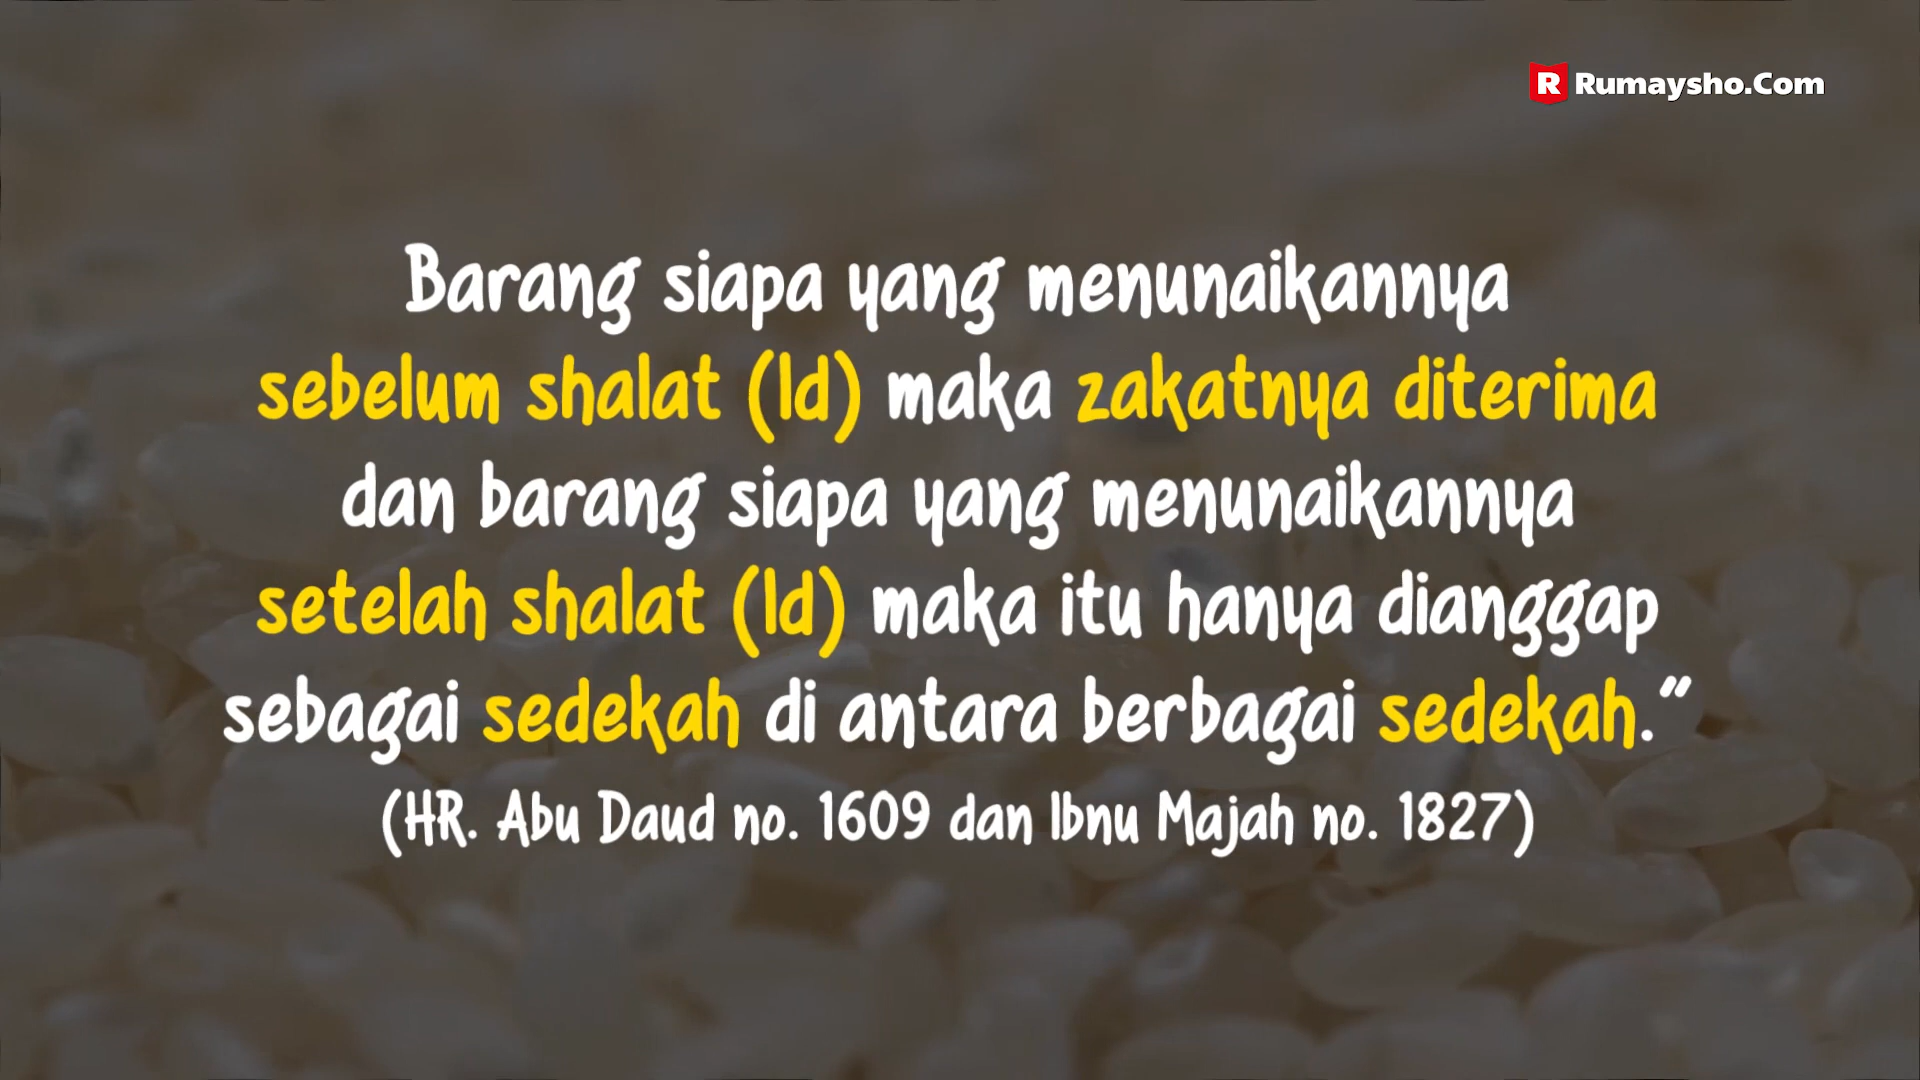 R Rumaysho.Com
Barang siapa yang menunaikannya
sebelum shalat (Id) maka zakatnya diterima
dan barang siapa yang menunaikannya
setelah shalat (Id) maka itu hanya dianggap
sebagai sedekah di antara berbagai sedekah.”
(HR. Abu Daud no. 1609 dan Ibnu Majah no. 1827)